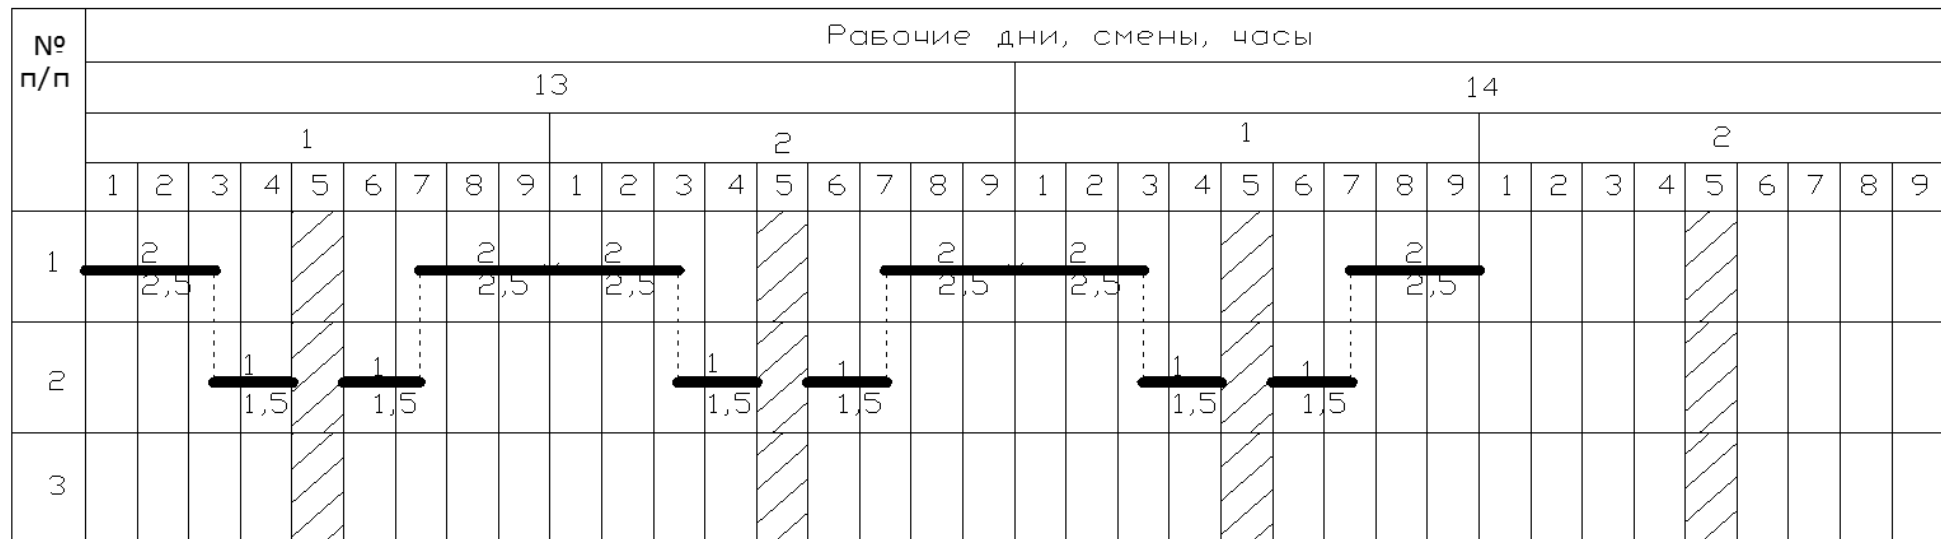 № п/п
Рабочие дни, смены, часы
13 14
1 2 1 2
1 2 3 4 5 6 7 8 9 1 2 3 4 5 6 7 8 9 1 2 3 4 5 6 7 8 9 1 2 3 4 5 6 7 8 9
2 2 2 2 2 2
1
2,5 2,5 2,5 2,5 2,5 2,5
1 1 1 1 1 1
2
1,5 1,5 1,5 1,5 1,5 1,5
3